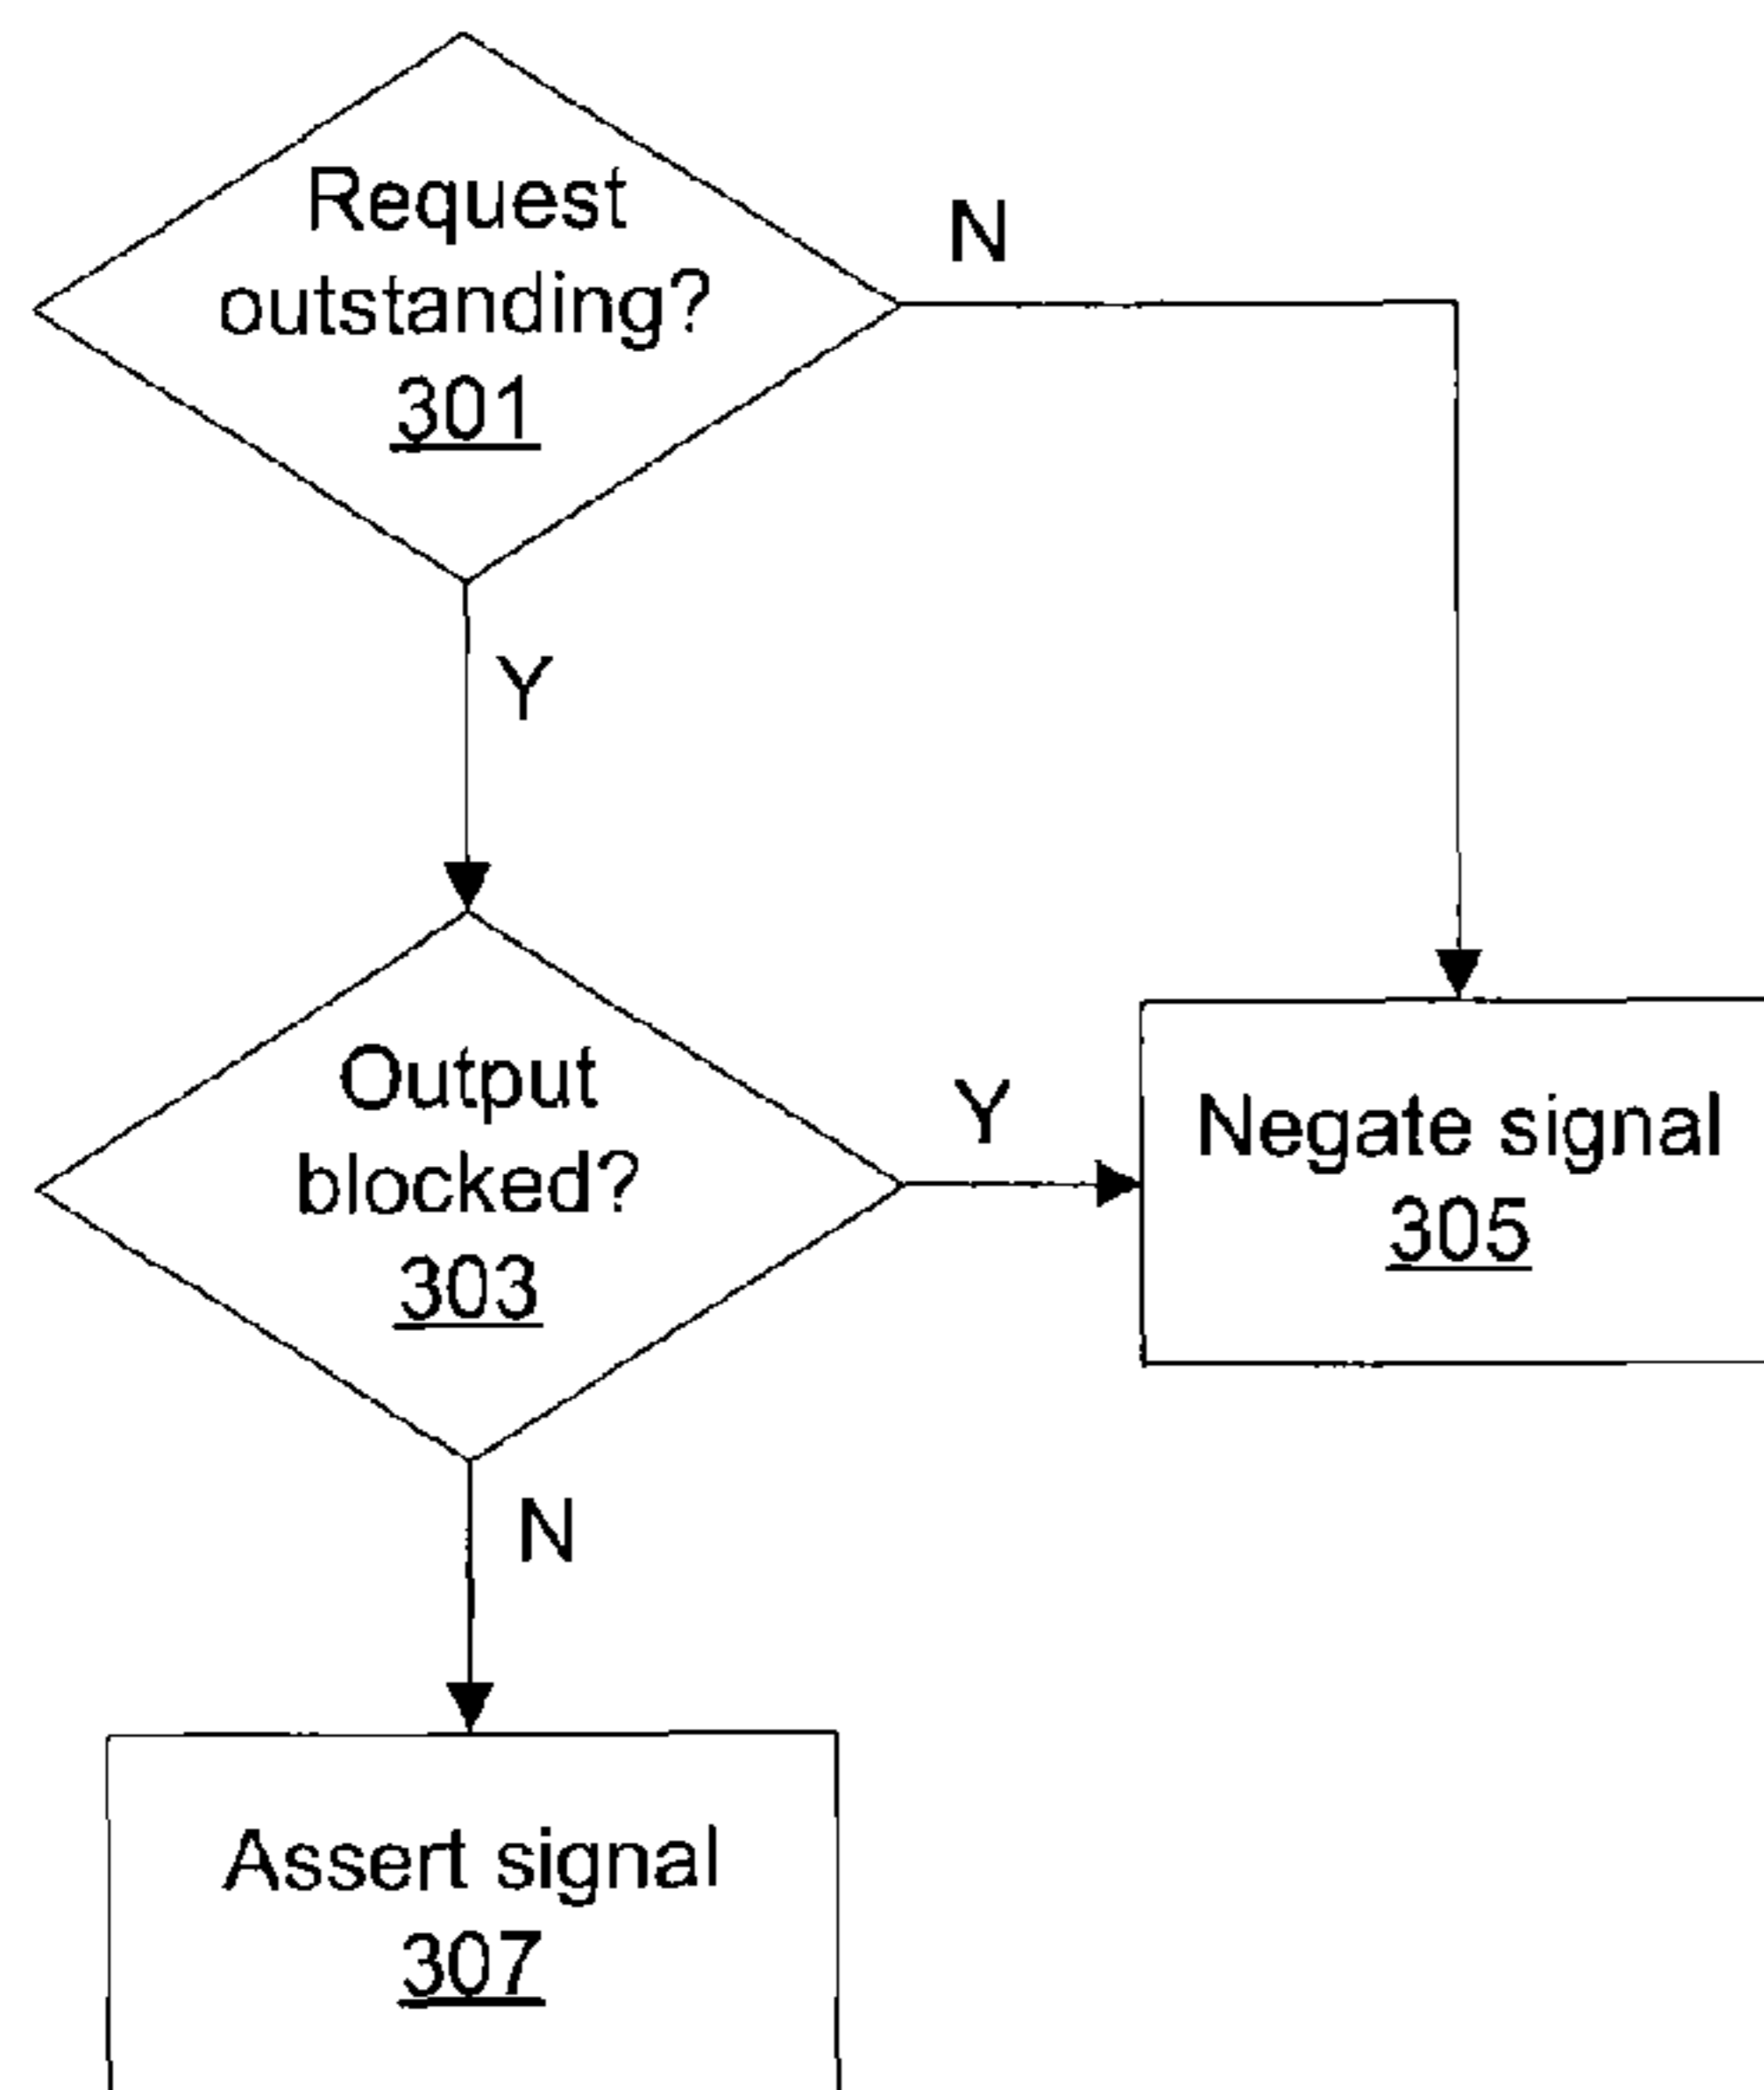 Request
outstanding?
301
N
Y
Output
blocked?
303
Y
Negate signal
305
N
Assert signal
307